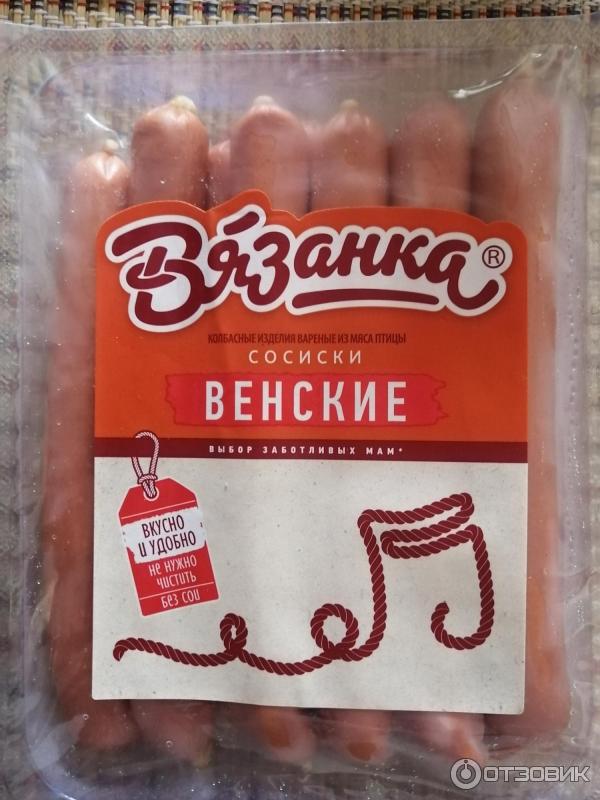 Вязанка®
КОЛБАСНЫЕ ИЗДЕЛИЯ ВАРЕНЫЕ ИЗ МЯСА ПТИЦЫ
СОСИСКИ
ВЕНСКИЕ
ВЫБОР ЗАБОТЛИВЫХ МАМ*
ВКУСНО
И УДОБНО
НЕ НУЖНО
ЧИСТИТЬ
БЕЗ СОИ
ОТЗОВИК